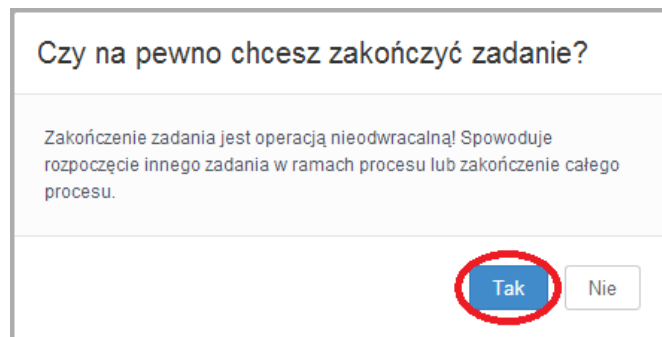 Czy na pewno chcesz zakończyć zadanie?
Zakończenie zadania jest operacją nieodwracalną! Spowoduje
rozpoczęcie innego zadania w ramach procesu lub zakończenie całego
procesu.
Tak Nie